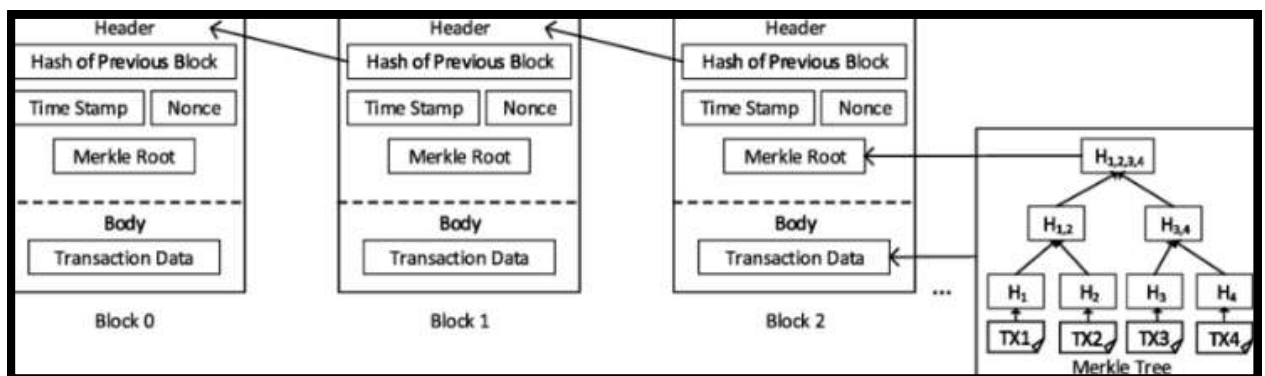 Header
Hash of Previous Block
Time Stamp Nonce
Merkle Root
Body
Transaction Data
Block 0
Header
Hash of Previous Block
Time Stamp Nonce
Merkle Root
Body
Transaction Data
Block 1
Header
Hash of Previous Block
Time Stamp Nonce
Merkle Root
Body
Transaction Data
Block 2
...
H1,2,3,4
H1,2 H3,4
H1 H2 H3 H4
TX1 TX2 TX3 TX4
Merkle Tree